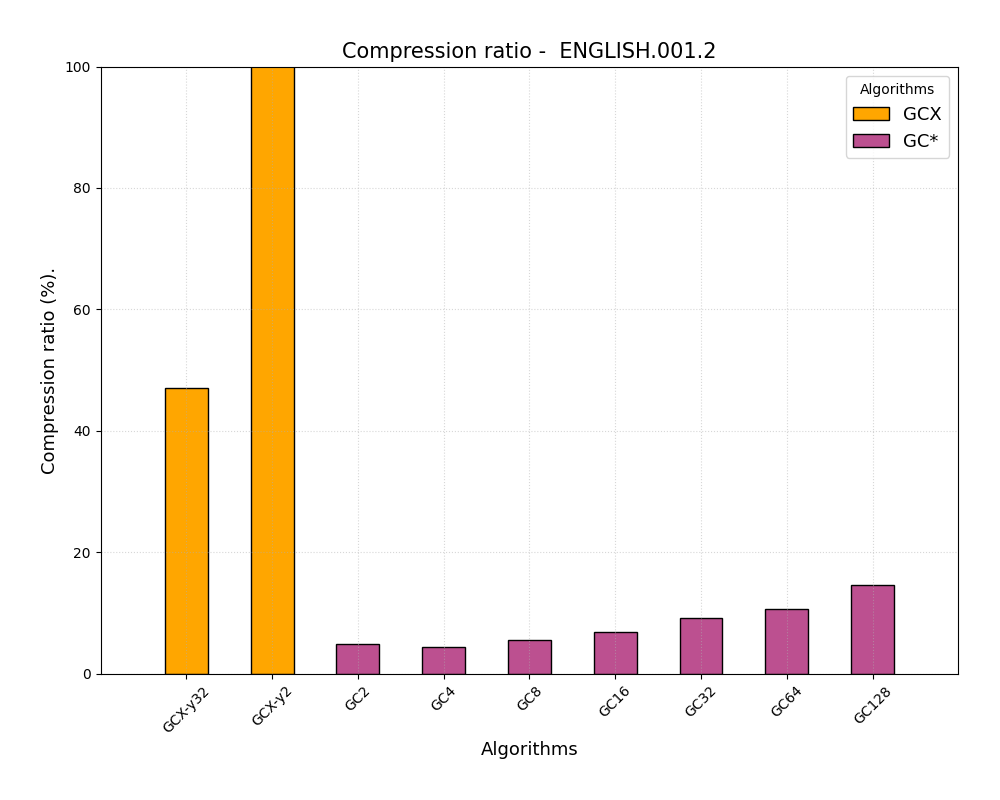 Compression ratio -  ENGLISH.001.2
Algorithms
GCX
GC*
Compression ratio (%).
100
80
60
40
20
0
GCX-y32
GCX-y2
GC2
GC4
GC8
GC16
GC32
GC64
GC128
Algorithms